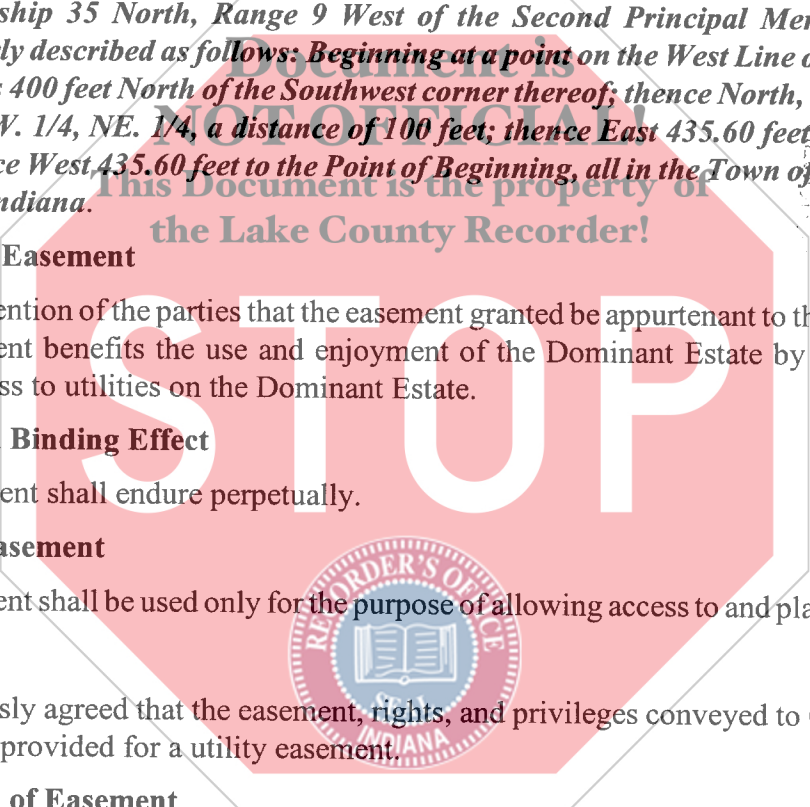 ship 35 North, Range 9 West of the Second Principal Mer
ly described as follows: Beginning at a point on the West Line o
Document is
400 feet North of the Southwest corner thereof; thence North,
W. 1/4, NE. 1/4, a distance of 100 feet; thence East 435.60 feet
NOT OFFICIAL!
ce West 435.60 feet to the Point of Beginning, all in the Town of
This Document is the property of
ndiana.
the Lake County Recorder!
Easement
ention of the parties that the easement granted be appurtenant to th
ent benefits the use and enjoyment of the Dominant Estate by
ss to utilities on the Dominant Estate.
STOP
Binding Effect
ent shall endure perpetually.
asement
ent shall be used only for the purpose of allowing access to and pla
RECORDER'S OFFICE
SEAL
INDIANA
sly agreed that the easement, rights, and privileges conveyed to
provided for a utility easement.
of Easement